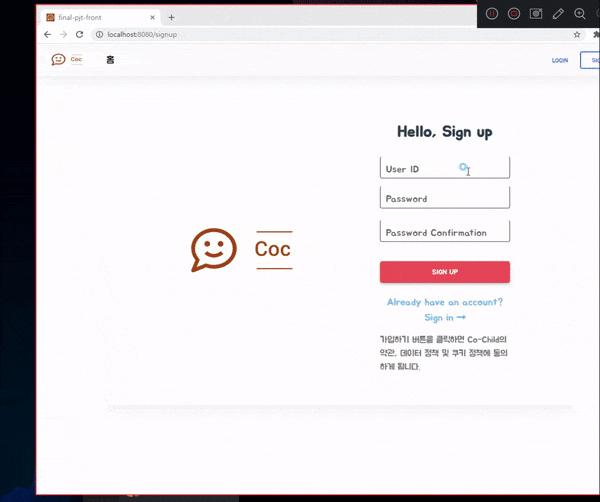 final-pjt-front
localhost:8080/signup
Coc
홈
LOGIN
Hello, Sign up
User ID
Password
Password Confirmation
Coc
SIGN UP
Already have an account?
Sign in →
가입하기 버튼을 클릭하면 Co-Child의
약관, 데이터 정책 및 쿠키 정책에 동의
하게 됩니다.